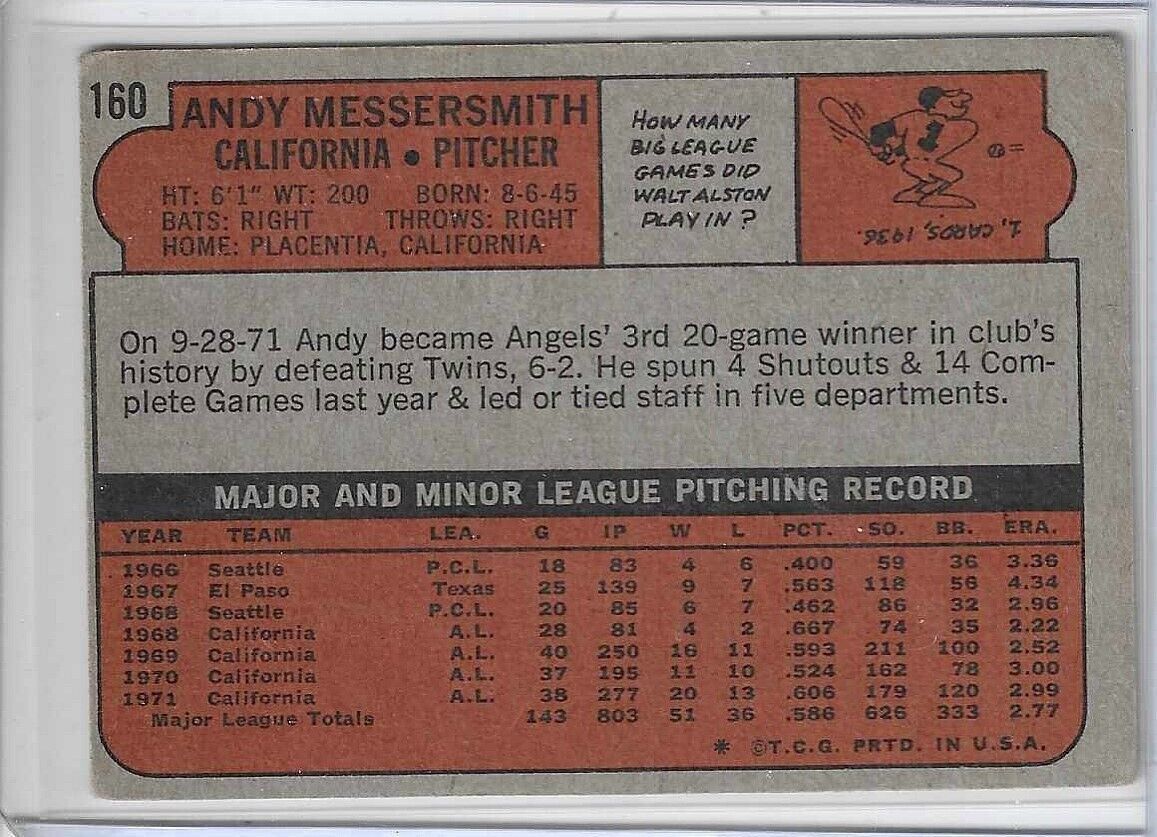 160
ANDY MESSERSMITH
CALIFORNIA • PITCHER
HT: 6'1" WT: 200 BORN: 8-6-45
BATS: RIGHT THROWS: RIGHT
HOME: PLACENTIA, CALIFORNIA
HOW MANY
BIG LEAGUE
GAMES DID
WALT ALSTON
PLAY IN?
1, CARDS, 1936.
On 9-28-71 Andy became Angels' 3rd 20-game winner in club's
history by defeating Twins, 6-2. He spun 4 Shutouts & 14 Com-
plete Games last year & led or tied staff in five departments.
MAJOR AND MINOR LEAGUE PITCHING RECORD
YEAR TEAM LEA. G IP W L PCT. SO. BB. ERA.
1966 Seattle P.C.L. 18 83 4 6 .400 59 36 3.36
1967 El Paso Texas 25 139 9 7 .563 118 56 4.34
1968 Seattle P.C.L. 20 85 6 7 .462 86 32 2.96
1968 California A.L. 28 81 4 2 .667 74 35 2.22
1969 California A.L. 40 250 16 11 .593 211 100 2.52
1970 California A.L. 37 195 11 10 .524 162 78 3.00
1971 California A.L. 38 277 20 13 .606 179 120 2.99
Major League Totals 143 803 51 36 .586 626 333 2.77
* ©T.C.G. PRTD. IN U.S.A.